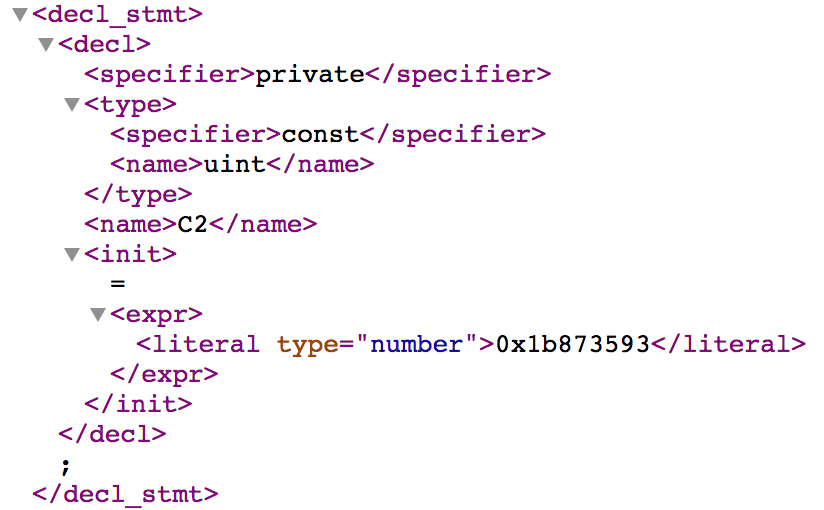 <decl_stmt>
<decl>
<specifier>private</specifier>
<type>
<specifier>const</specifier>
<name>uint</name>
</type>
<name>C2</name>
<init>
=
<expr>
<literal type="number">0x1b873593</literal>
</expr>
</init>
</decl>
;
</decl_stmt>